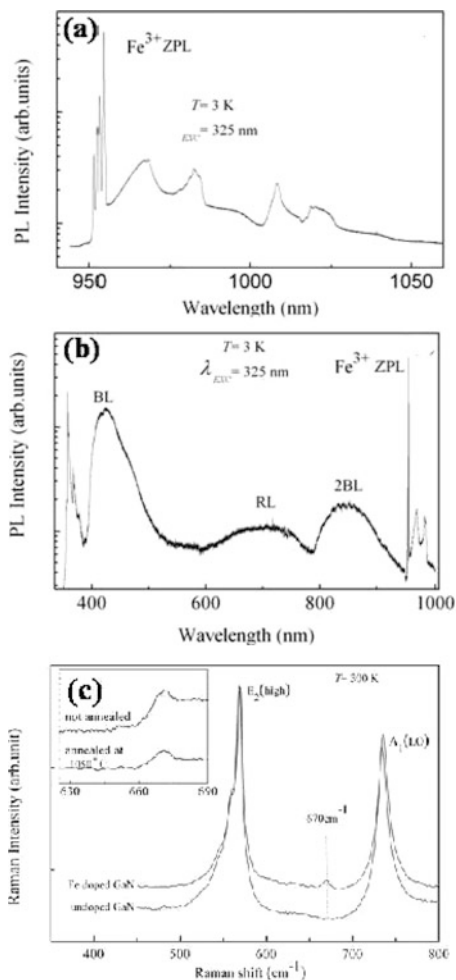 (a)
Fe3+ ZPL
T= 3 K
EXC = 325 nm
PL Intensity (arb.units)
950 1000 1050
Wavelength (nm)
(b)
T= 3 K
λEXC = 325 nm
Fe3+ ZPL
BL
RL
2BL
PL Intensity (arb.units)
400 600 800 1000
Wavelength (nm)
(c)
T= 300 K
E2(high)
A1(LO)
not annealed
annealed at
630 660 690
670cm-1
Fe doped GaN
undoped GaN
Raman Intensity (arb.unit)
400 500 600 700 800
Raman shift (cm-1)